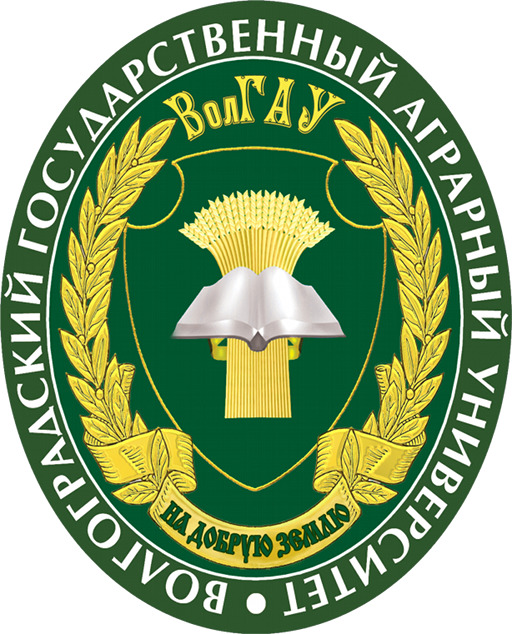 ВОЛГОГРАДСКИЙ ГОСУДАРСТВЕННЫЙ АГРАРНЫЙ УНИВЕРСИТЕТ •
ВолГАУ
НА ДОБРУЮ ЗЕМЛЮ